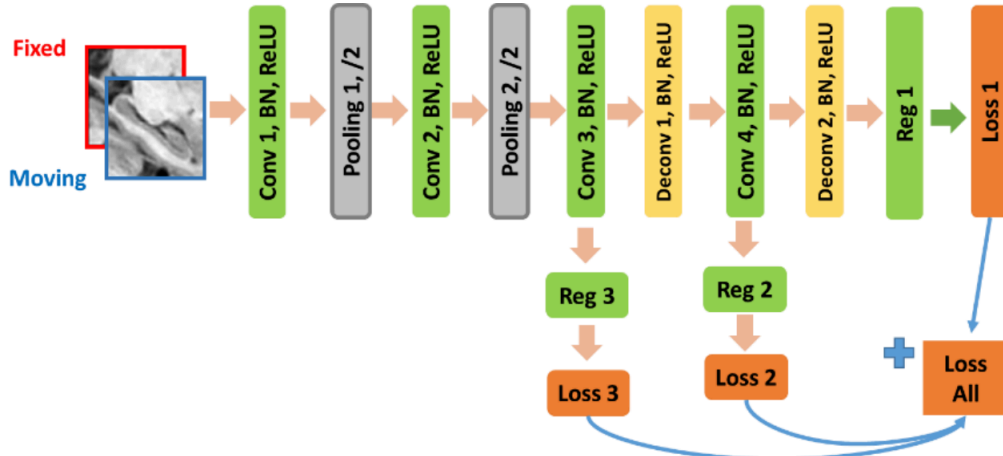 Fixed
Moving
Conv 1, BN, ReLU
Pooling 1, /2
Conv 2, BN, ReLU
Pooling 2, /2
Conv 3, BN, ReLU
Deconv 1, BN, ReLU
Conv 4, BN, ReLU
Deconv 2, BN, ReLU
Reg 1
Loss 1
Reg 3
Reg 2
Loss 3
Loss 2
Loss
All